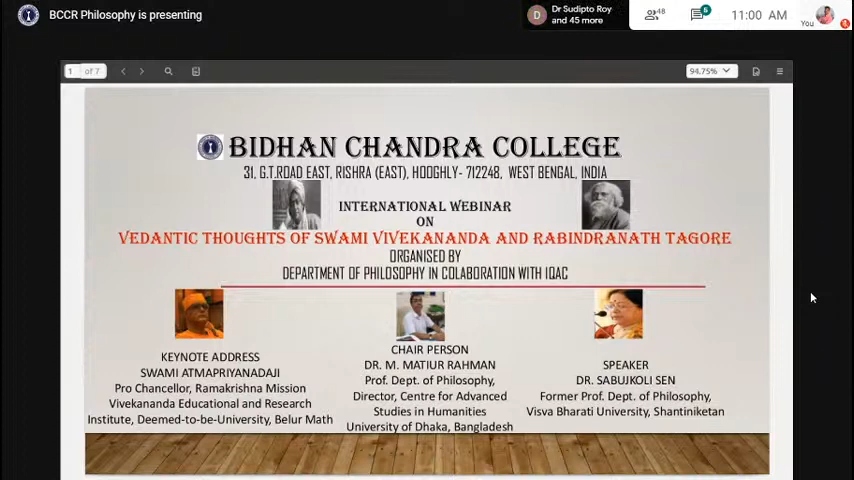 BCCR Philosophy is presenting
D
Dr Sudipto Roy
and 45 more
48
5
11:00 AM
You
1 of 7
94.75%
BIDHAN CHANDRA COLLEGE
31, G.T.ROAD EAST, RISHRA (EAST), HOOGHLY- 712248, WEST BENGAL, INDIA
INTERNATIONAL WEBINAR
ON
VEDANTIC THOUGHTS OF SWAMI VIVEKANANDA AND RABINDRANATH TAGORE
ORGANISED BY
DEPARTMENT OF PHILOSOPHY IN COLABORATION WITH IQAC
KEYNOTE ADDRESS
SWAMI ATMAPRIYANADAJI
Pro Chancellor, Ramakrishna Mission
Vivekananda Educational and Research
Institute, Deemed-to-be-University, Belur Math
CHAIR PERSON
DR. M. MATIUR RAHMAN
Prof. Dept. of Philosophy,
Director, Centre for Advanced
Studies in Humanities
University of Dhaka, Bangladesh
SPEAKER
DR. SABUJKOLI SEN
Former Prof. Dept. of Philosophy,
Visva Bharati University, Shantiniketan